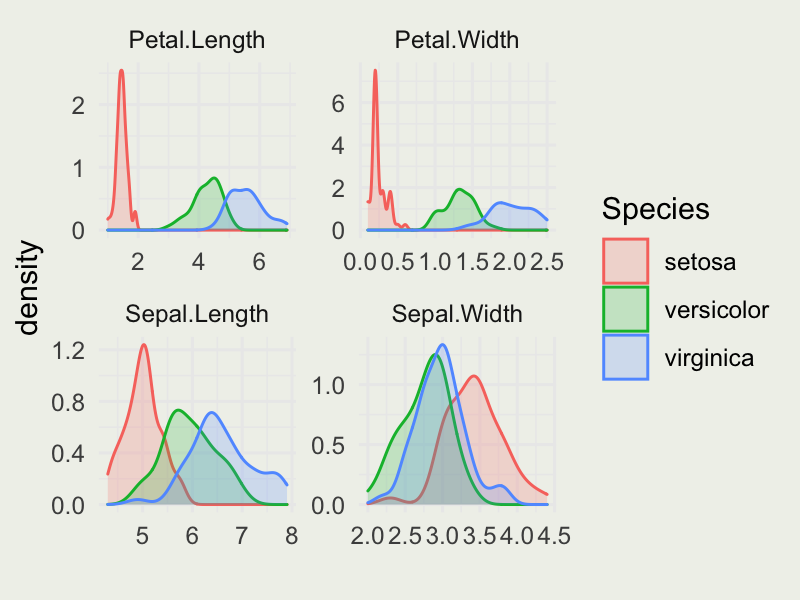 Petal.Length
Petal.Width
2
1
0
6
4
2
0
2 4 6
0.0 0.5 1.0 1.5 2.0 2.5
density
Sepal.Length
Sepal.Width
1.2
0.8
0.4
0.0
1.0
0.5
0.0
5 6 7 8
2.0 2.5 3.0 3.5 4.0 4.5
Species
setosa
versicolor
virginica